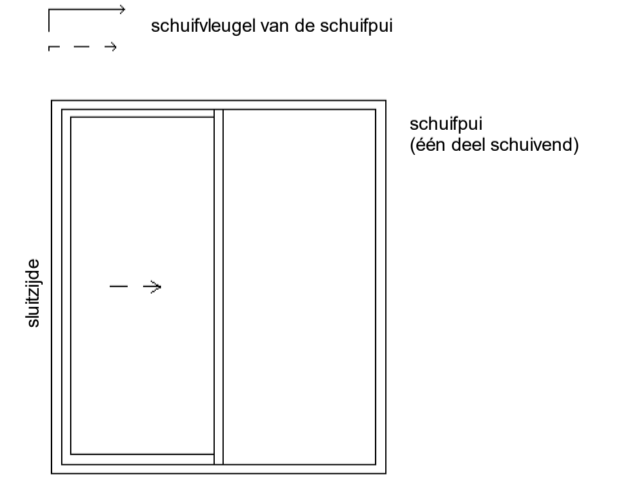 schuifvleugel van de schuifpui
schuifpui
(één deel schuivend)
sluitzijde